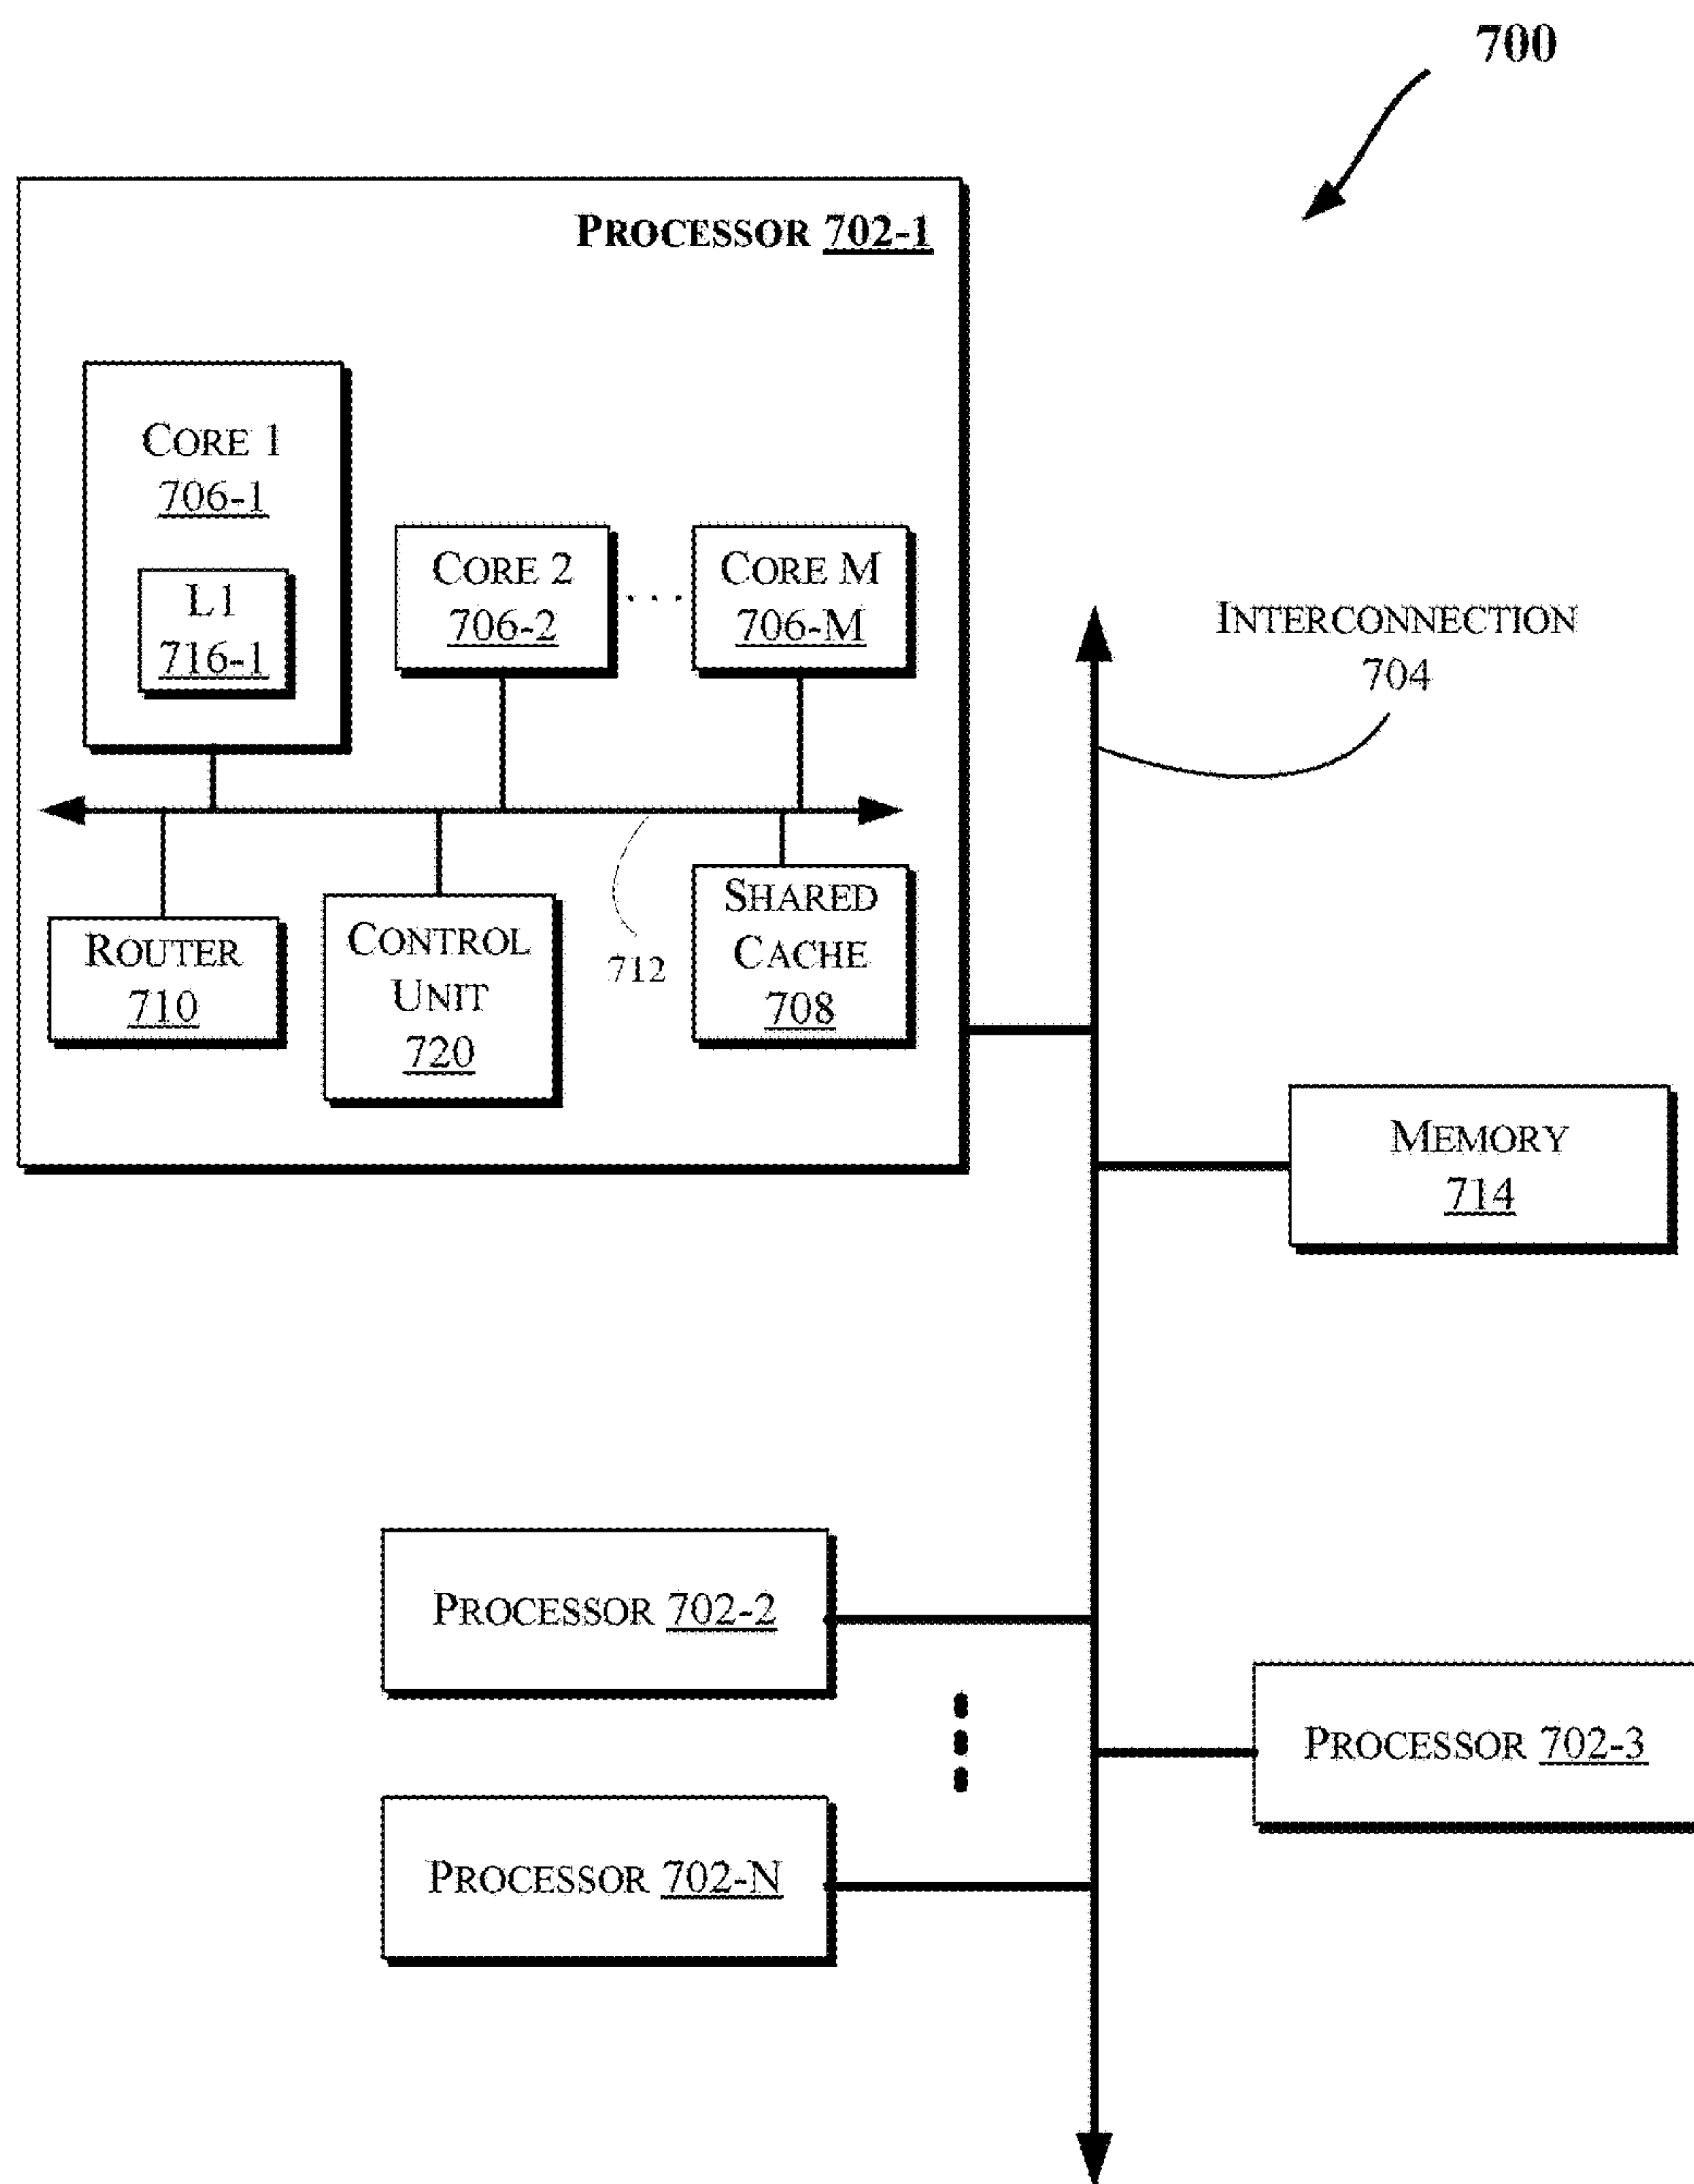 700
PROCESSOR 702-1
CORE 1
706-1
L1
716-1
CORE 2
706-2
. . .
CORE M
706-M
INTERCONNECTION
704
ROUTER
710
CONTROL
UNIT
720
712
SHARED
CACHE
708
MEMORY
714
PROCESSOR 702-2
PROCESSOR 702-3
PROCESSOR 702-N